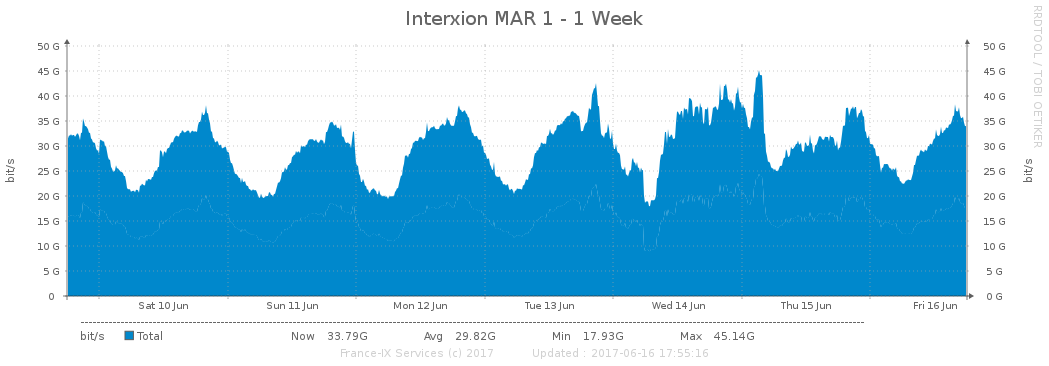 Interxion MAR 1 - 1 Week
RRDTOOL / TOBI OETIKER
bit/s
50 G
45 G
40 G
35 G
30 G
25 G
20 G
15 G
10 G
5 G
0
50 G
45 G
40 G
35 G
30 G
25 G
20 G
15 G
10 G
5 G
0 G
bit/s
Sat 10 Jun Sun 11 Jun Mon 12 Jun Tue 13 Jun Wed 14 Jun Thu 15 Jun Fri 16 Jun
bit/s Total Now 33.79G Avg 29.82G Min 17.93G Max 45.14G
France-IX Services (c) 2017 Updated : 2017-06-16 17:55:16